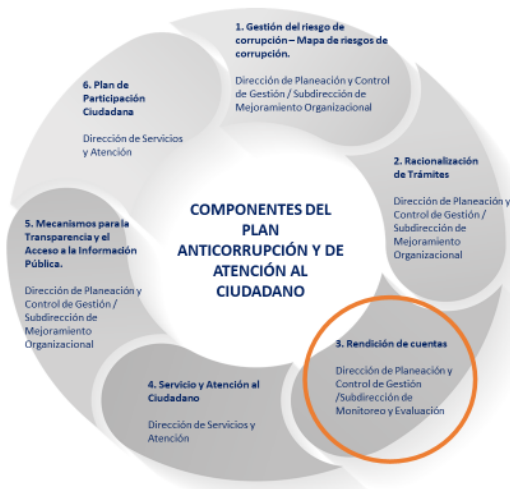 1. Gestión del riesgo de
corrupción – Mapa de riesgos de
corrupción.
Dirección de Planeación y Control
de Gestión / Subdirección de
Mejoramiento Organizacional
2. Racionalización
de Trámites
Dirección de Planeación y
Control de Gestión /
Subdirección de
Mejoramiento
Organizacional
3. Rendición de cuentas
Dirección de Planeación y
Control de Gestión
/Subdirección de
Monitoreo y Evaluación
4. Servicio y Atención al
Ciudadano
Dirección de Servicios y
Atención
5. Mecanismos para la
Transparencia y el
Acceso a la Información
Pública.
Dirección de Planeación y
Control de Gestión /
Subdirección de
Mejoramiento
Organizacional
6. Plan de
Participación
Ciudadana
Dirección de Servicios
y Atención
COMPONENTES DEL
PLAN
ANTICORRUPCIÓN Y DE
ATENCIÓN AL
CIUDADANO